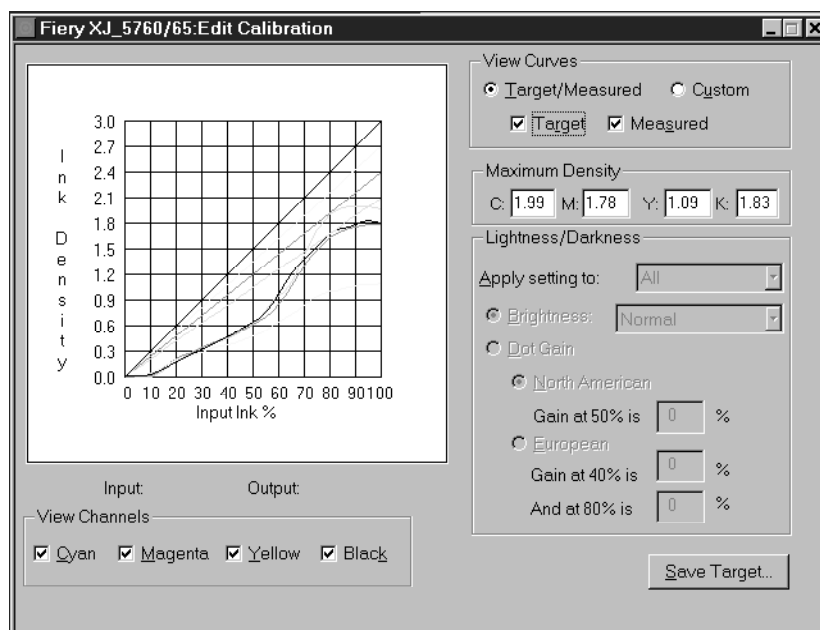 Fiery XJ_5760/65:Edit Calibration
Ink Density
3.0
2.7
2.4
2.1
1.8
1.5
1.2
0.9
0.6
0.3
0.0
0 10 20 30 40 50 60 70 80 90 100
Input Ink %
Input: Output:
View Channels
Cyan Magenta Yellow Black
View Curves
Target/Measured Custom
Target Measured
Maximum Density
C: 1.99 M: 1.78 Y: 1.09 K: 1.83
Lightness/Darkness
Apply setting to: All
Brightness: Normal
Dot Gain
North American
Gain at 50% is 0 %
European
Gain at 40% is 0 %
And at 80% is 0 %
Save Target...